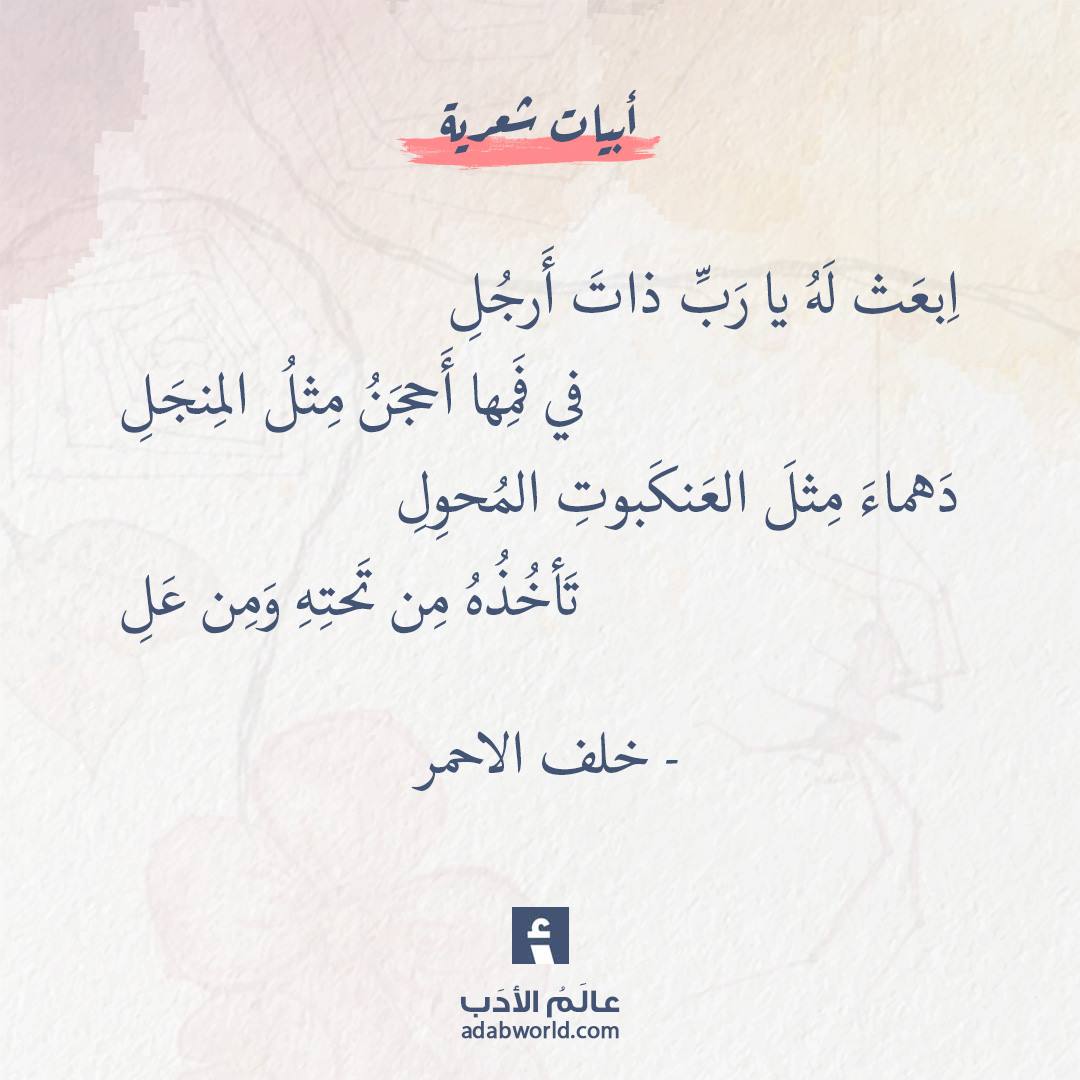 أبيات شعرية
اِبعَث لَهُ يا رَبِّ ذاتَ أَرجُلِ
في فَمِها أَحجَنُ مِثلُ المِنجَلِ
دَهماءَ مِثلَ العَنكَبوتِ المُحوِلِ
تَأخُذُهُ مِن تَحتِهِ وَمِن عَلِ
- خلف الاحمر
أ
عالَمُ الأدَب
adabworld.com